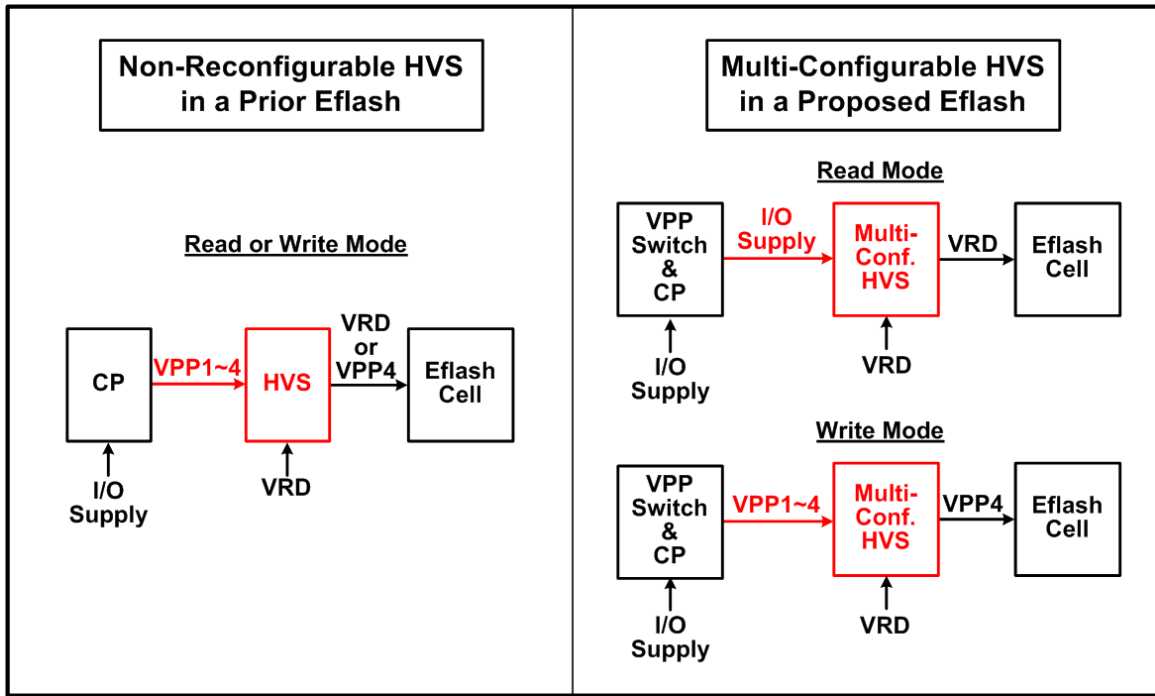 Non-Reconfigurable HVS
in a Prior Eflash
Read or Write Mode
CP
VPP1~4
HVS
VRD
or
VPP4
Eflash
Cell
I/O
Supply
VRD
Multi-Configurable HVS
in a Proposed Eflash
Read Mode
VPP
Switch
&
CP
I/O
Supply
Multi-
Conf.
HVS
VRD
Eflash
Cell
I/O
Supply
VRD
Write Mode
VPP
Switch
&
CP
VPP1~4
Multi-
Conf.
HVS
VPP4
Eflash
Cell
I/O
Supply
VRD